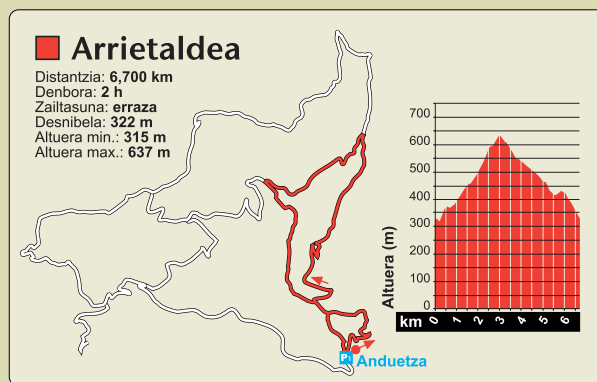 Arrietaldea
Distantzia: 6,700 km
Denbora: 2 h
Zailtasuna: erraza
Desnibela: 322 m
Altuera min.: 315 m
Altuera max.: 637 m
700
600
500
400
300
200
100
0
Altuera (m)
km 0 1 2 3 4 5 6
P Anduetza